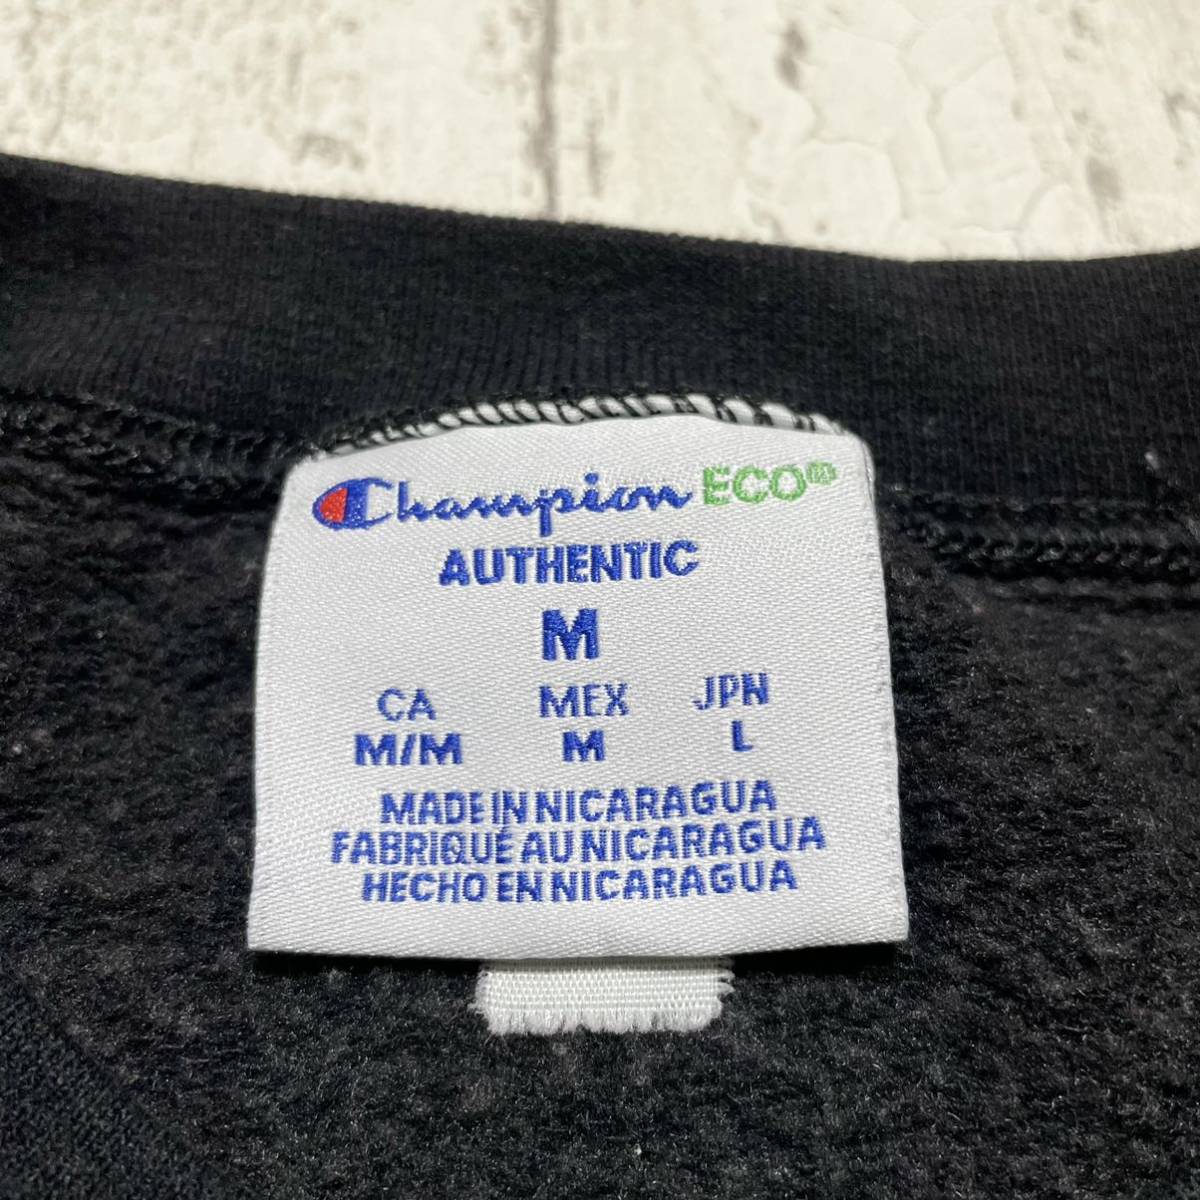 Champion ECO®
AUTHENTIC
M
CA MEX JPN
M/M M L
MADE IN NICARAGUA
FABRIQUÉ AU NICARAGUA
HECHO EN NICARAGUA